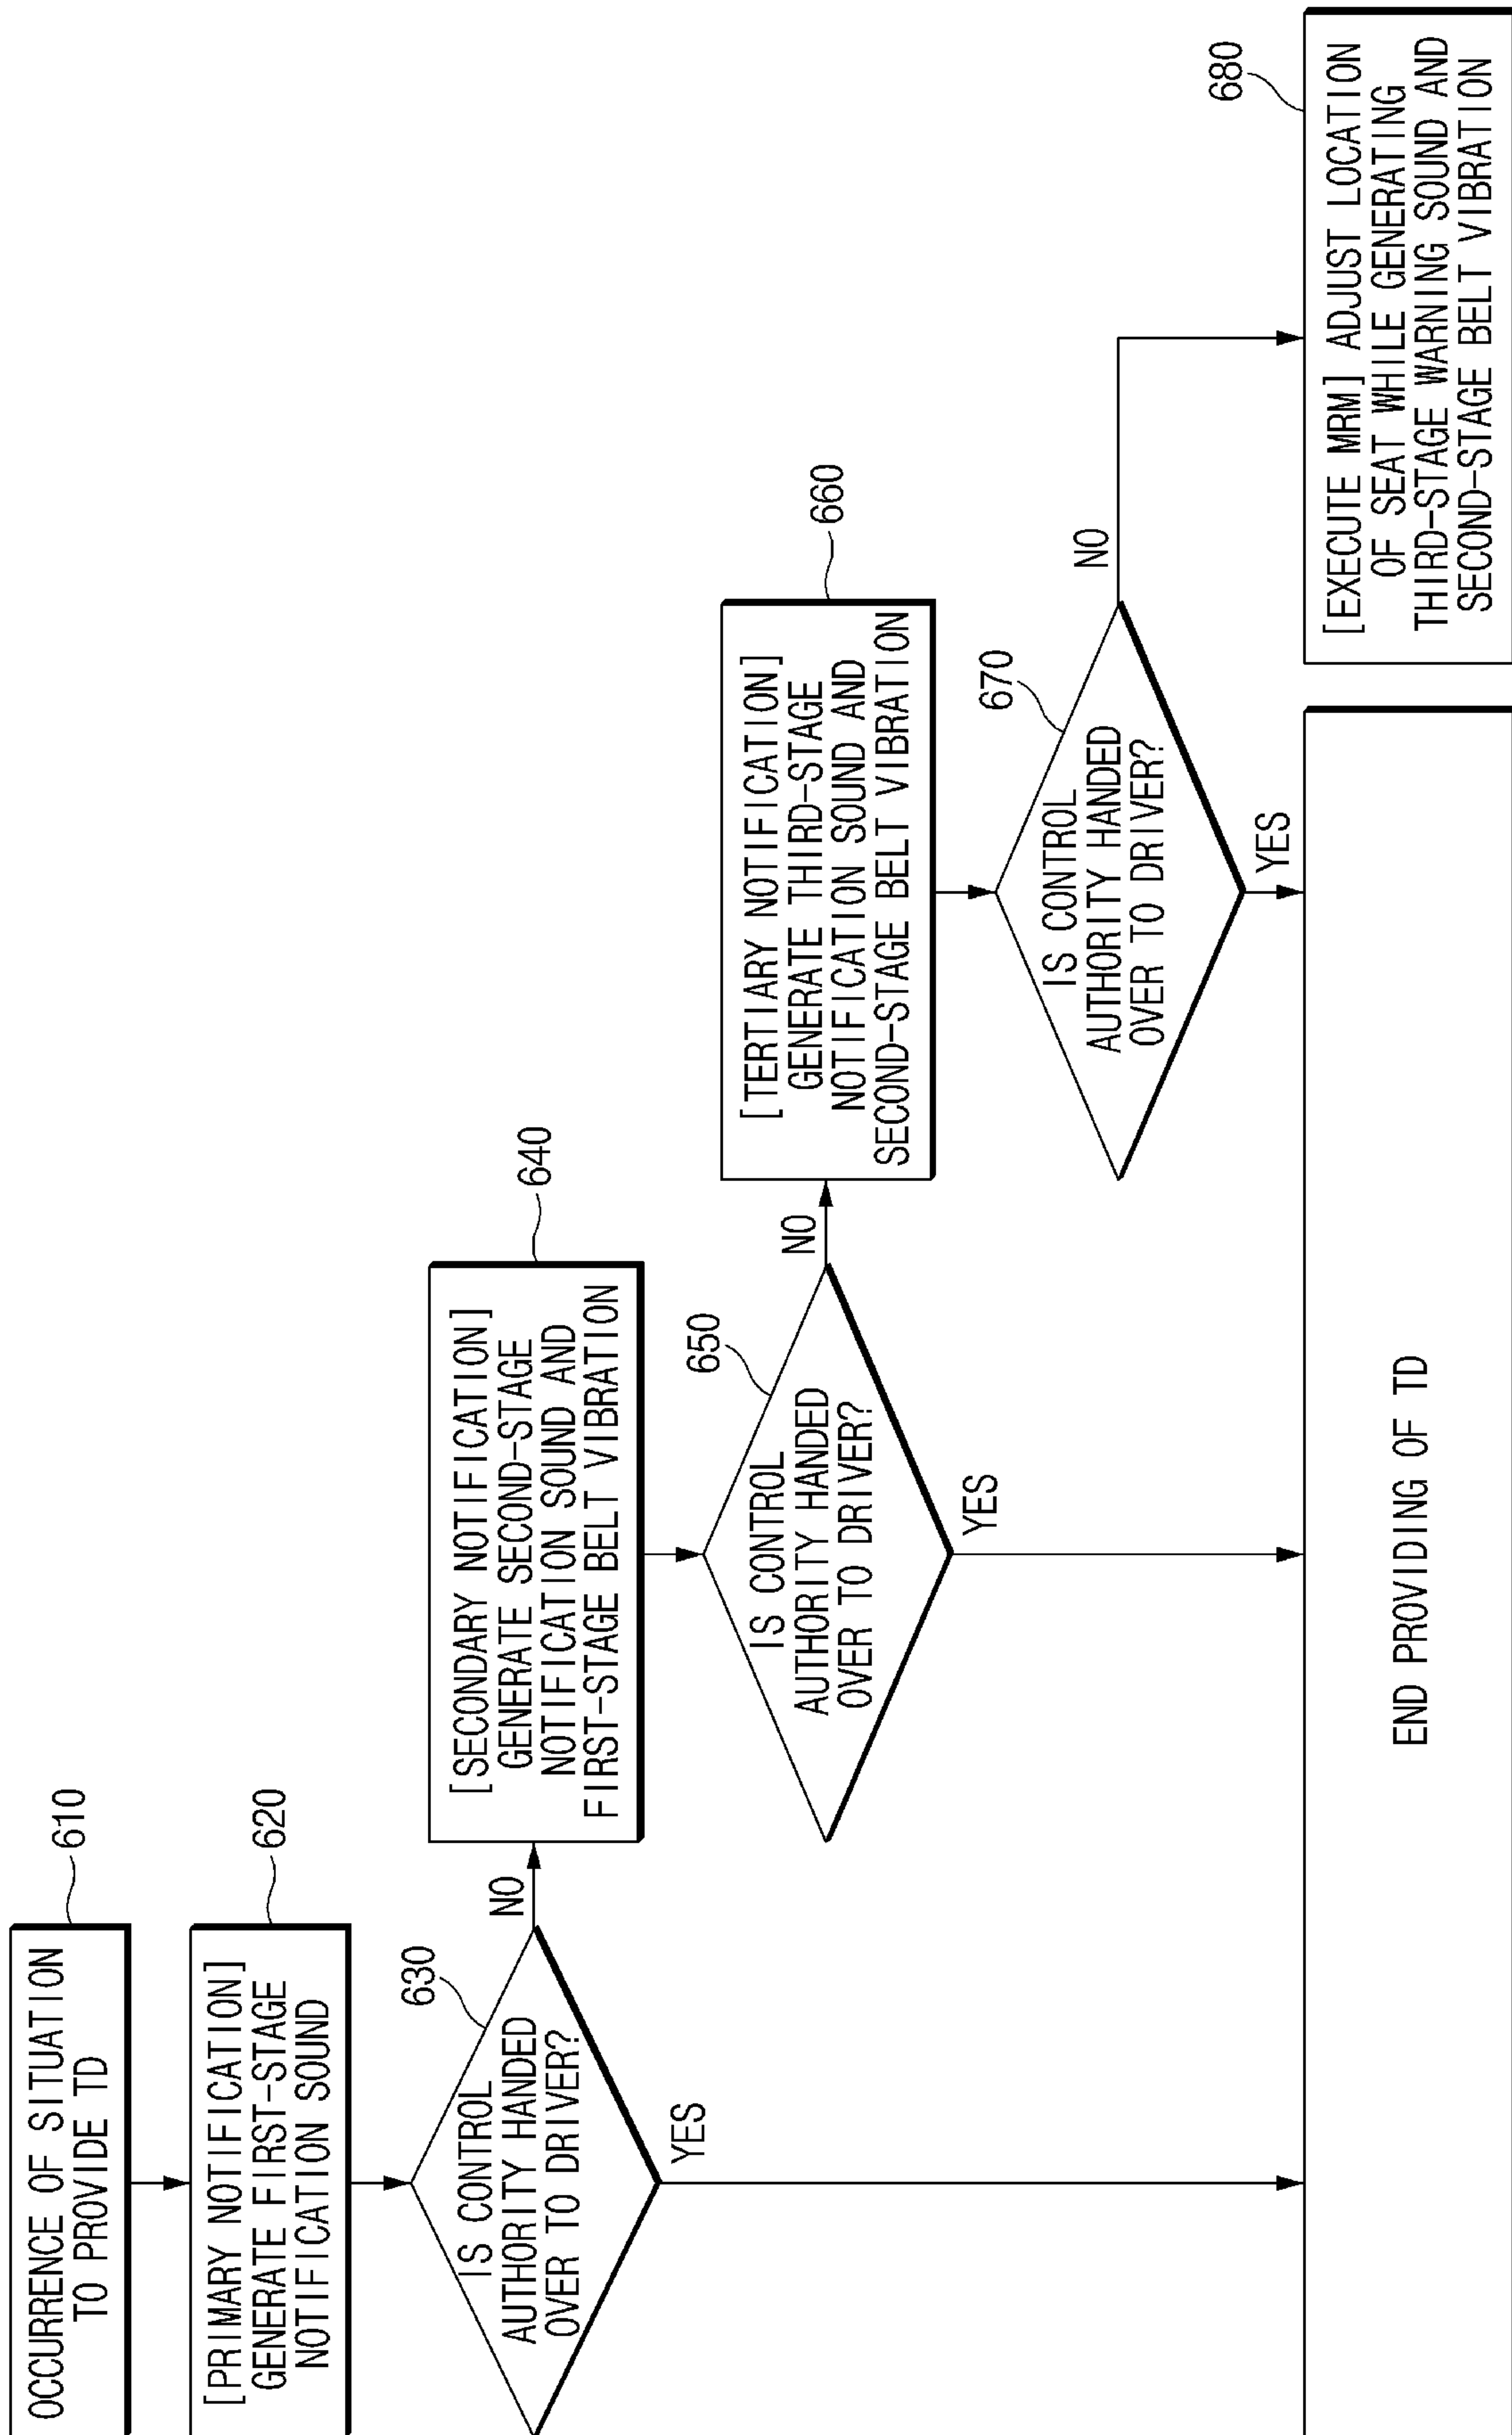 OCCURRENCE OF SITUATION
TO PROVIDE TD
610
[PRIMARY NOTIFICATION]
GENERATE FIRST-STAGE
NOTIFICATION SOUND
620
IS CONTROL
AUTHORITY HANDED
OVER TO DRIVER?
630
NO
YES
[SECONDARY NOTIFICATION]
GENERATE SECOND-STAGE
NOTIFICATION SOUND AND
FIRST-STAGE BELT VIBRATION
640
IS CONTROL
AUTHORITY HANDED
OVER TO DRIVER?
650
NO
YES
[TERTIARY NOTIFICATION]
GENERATE THIRD-STAGE
NOTIFICATION SOUND AND
SECOND-STAGE BELT VIBRATION
660
IS CONTROL
AUTHORITY HANDED
OVER TO DRIVER?
670
NO
YES
END PROVIDING OF TD
[EXECUTE MRM] ADJUST LOCATION
OF SEAT WHILE GENERATING
THIRD-STAGE WARNING SOUND AND
SECOND-STAGE BELT VIBRATION
680